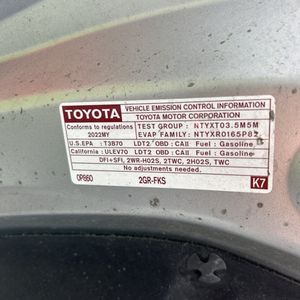 TOYOTA
VEHICLE EMISSION CONTROL INFORMATION
TOYOTA MOTOR CORPORATION
Conforms to regulations
2022MY
TEST GROUP : NTYXT03.5M5M
EVAP FAMILY: NTYXR0165P82
U.S.EPA : T3B70 LDT2 OBD : CAII Fuel : Gasoline
California : ULEV70 LDT2 OBD : CAII Fuel : Gasoline
DFI+SFI, 2WR-HO2S, 2TWC, 2HO2S, TWC
No adjustments needed.
0P880
2GR-FKS
K7